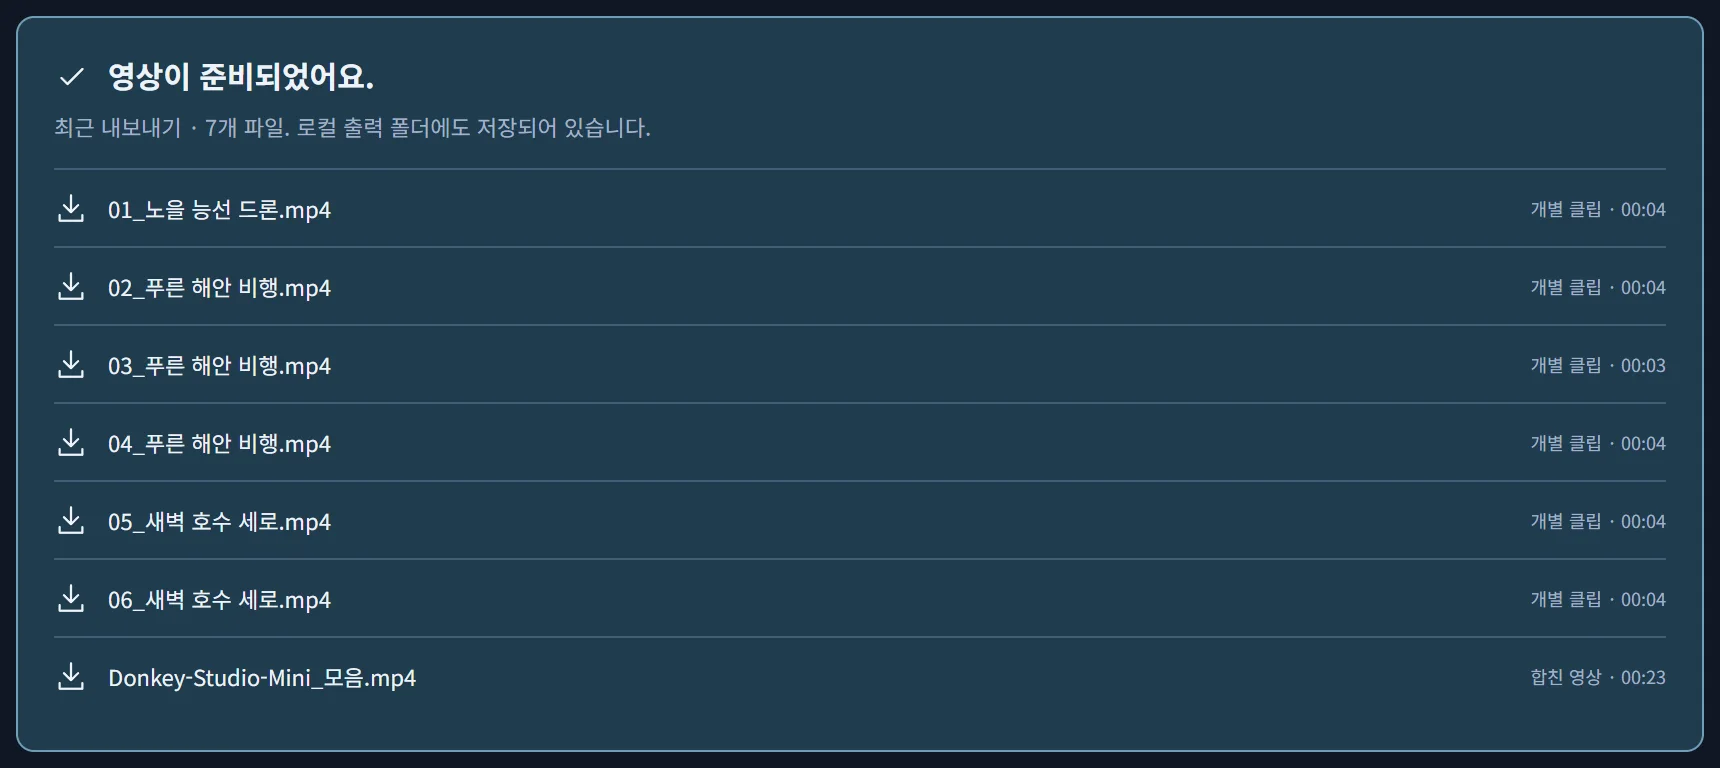 영상이 준비되었어요.
최근 내보내기 · 7개 파일. 로컬 출력 폴더에도 저장되어 있습니다.
01_노을 능선 드론.mp4 개별 클립 · 00:04
02_푸른 해안 비행.mp4 개별 클립 · 00:04
03_푸른 해안 비행.mp4 개별 클립 · 00:03
04_푸른 해안 비행.mp4 개별 클립 · 00:04
05_새벽 호수 세로.mp4 개별 클립 · 00:04
06_새벽 호수 세로.mp4 개별 클립 · 00:04
Donkey-Studio-Mini_모음.mp4 합친 영상 · 00:23